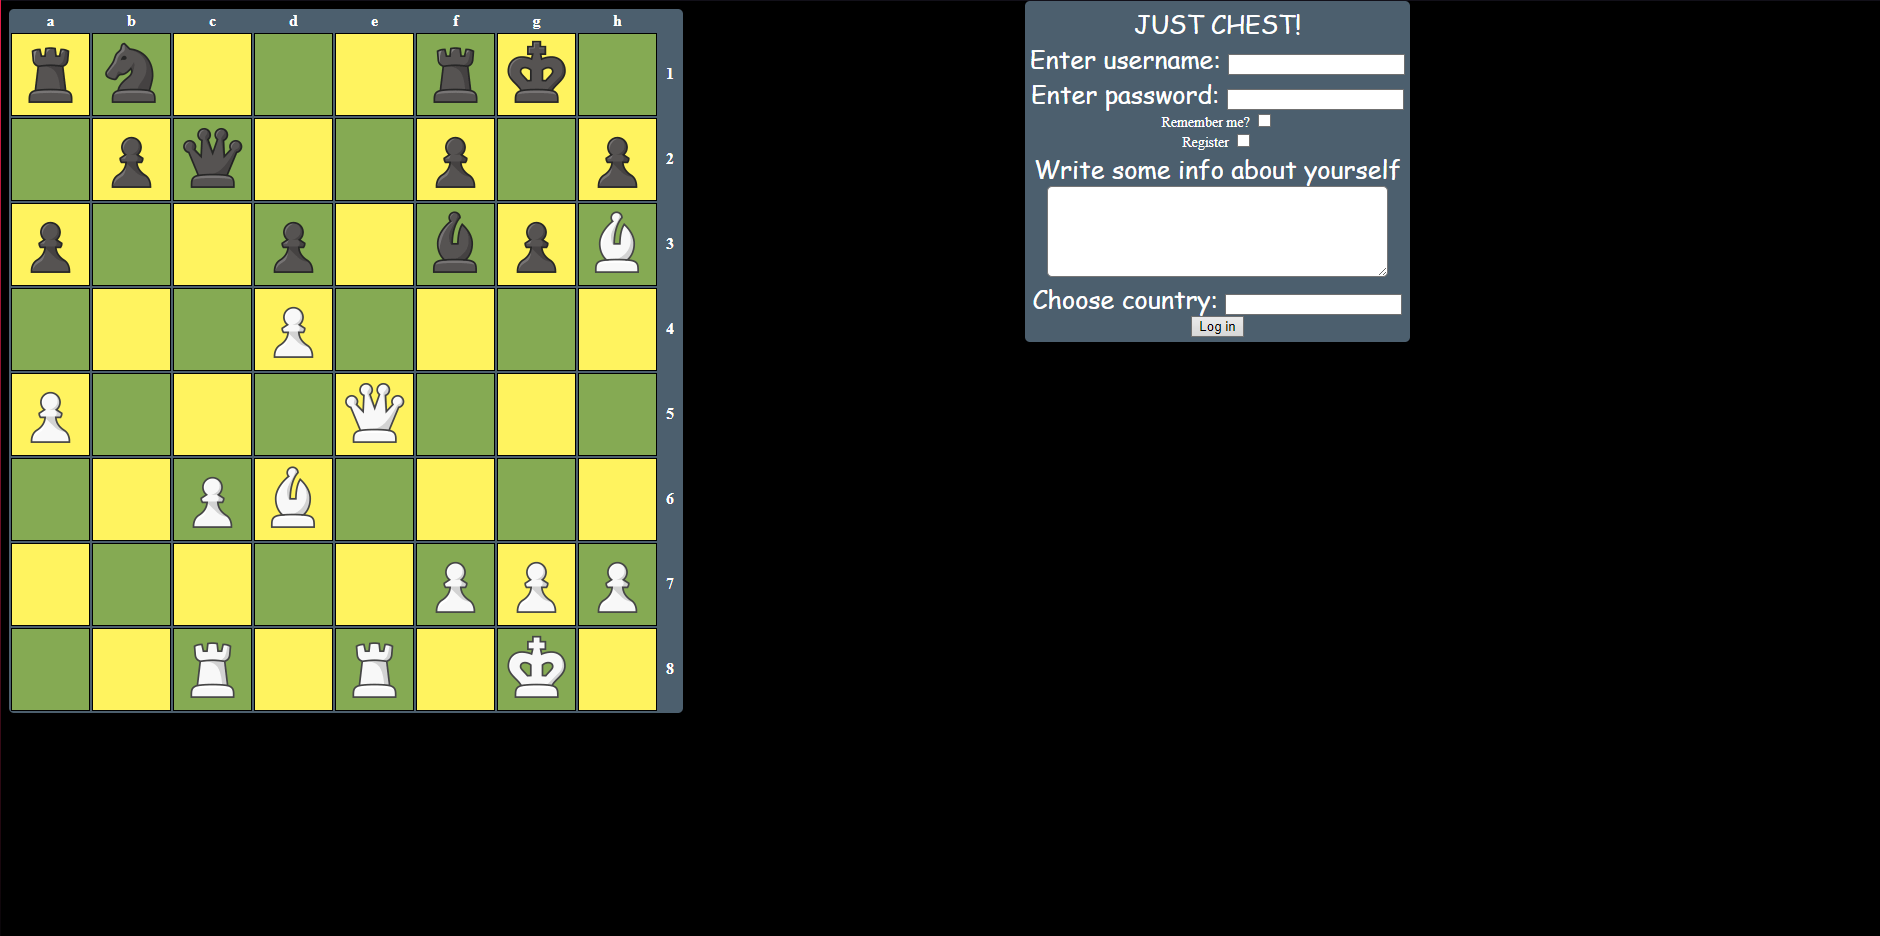 a b c d e f g h
1
2
3
4
5
6
7
8
JUST CHEST!
Enter username:
Enter password:
Remember me?
Register
Write some info about yourself
Choose country:
Log in